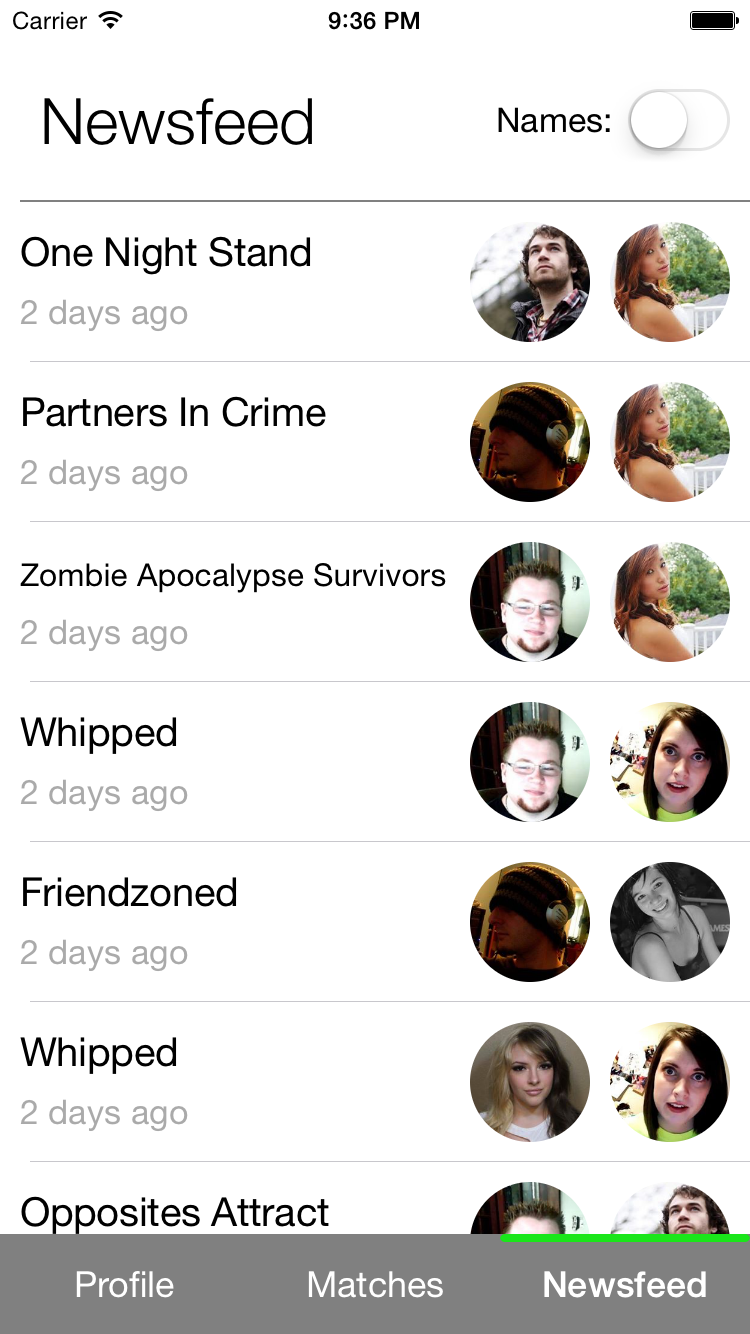 Carrier 9:36 PM
Newsfeed Names:
One Night Stand
2 days ago
Partners In Crime
2 days ago
Zombie Apocalypse Survivors
2 days ago
Whipped
2 days ago
Friendzoned
2 days ago
AMES
Whipped
2 days ago
Opposites Attract
Profile Matches Newsfeed